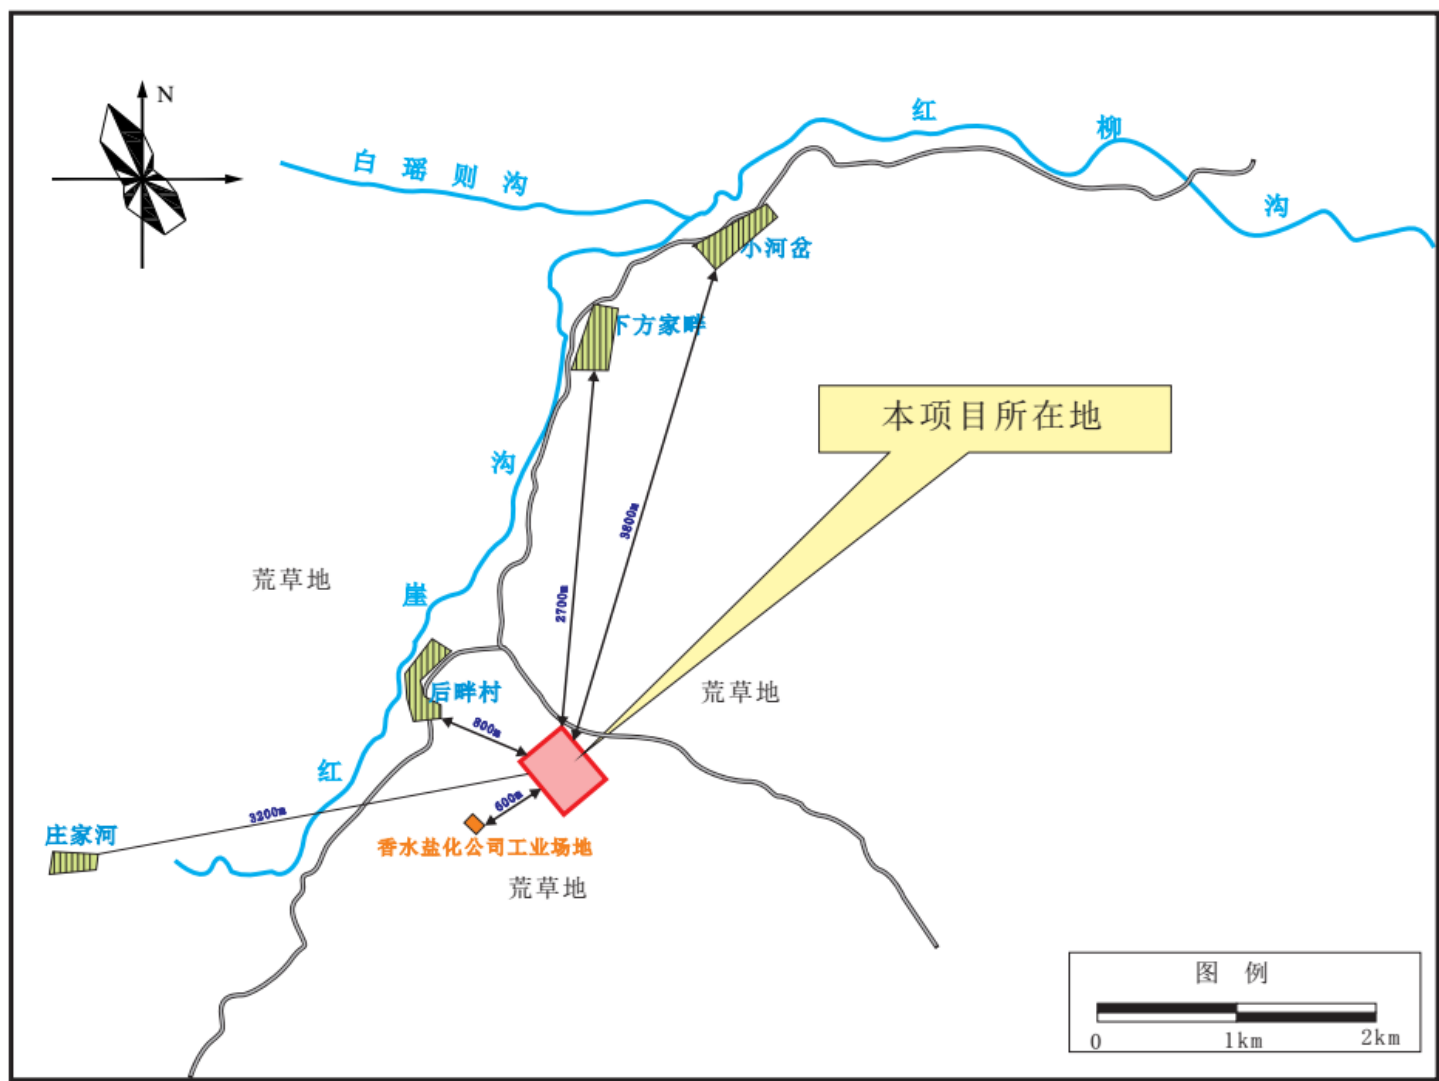 N
红
柳
沟
白瑶则沟
小河岔
下方家畔
本项目所在地
沟
3800m
荒草地
崖
2700m
后畔村
荒草地
800m
红
3200m
600m
庄家河
香水盐化公司工业场地
荒草地
图 例
0
1km
2km